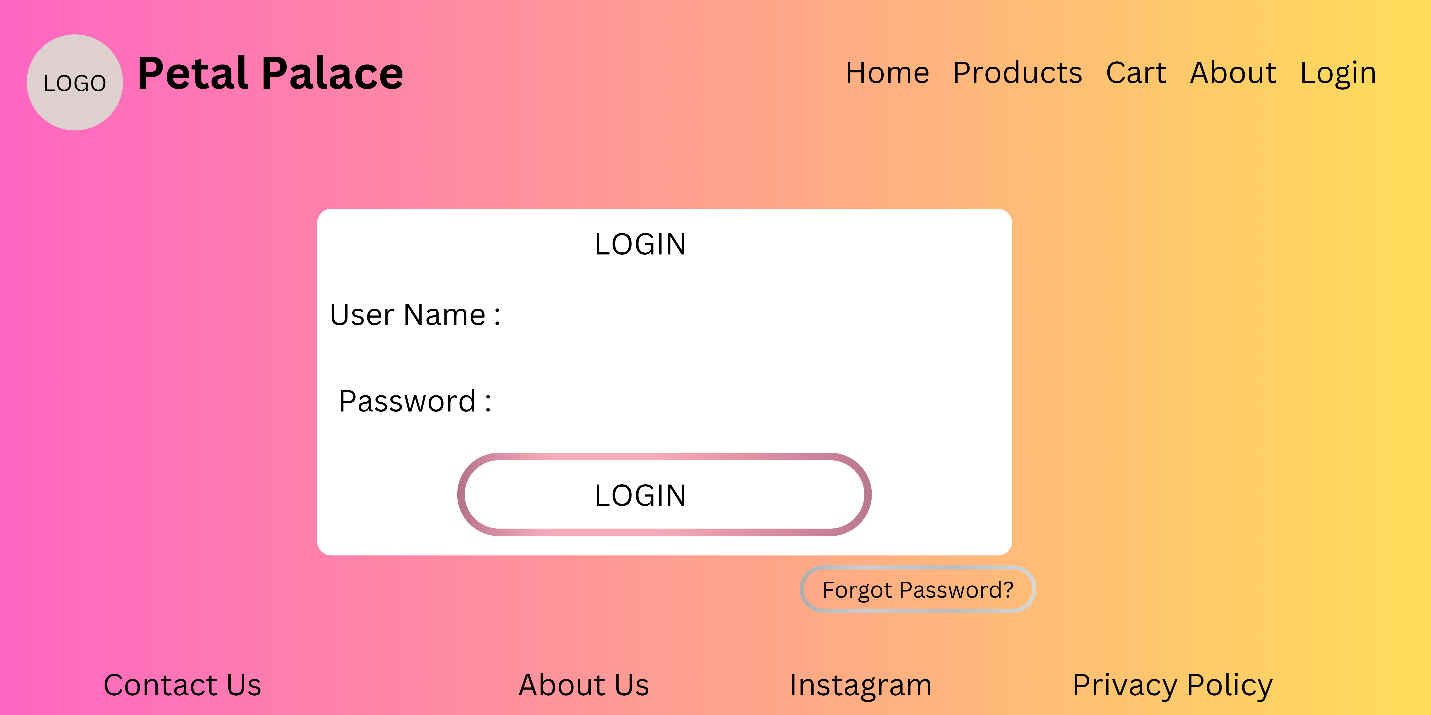 LOGO Petal Palace Home Products Cart About Login
LOGIN
User Name :
Password :
LOGIN
Forgot Password?
Contact Us About Us Instagram Privacy Policy